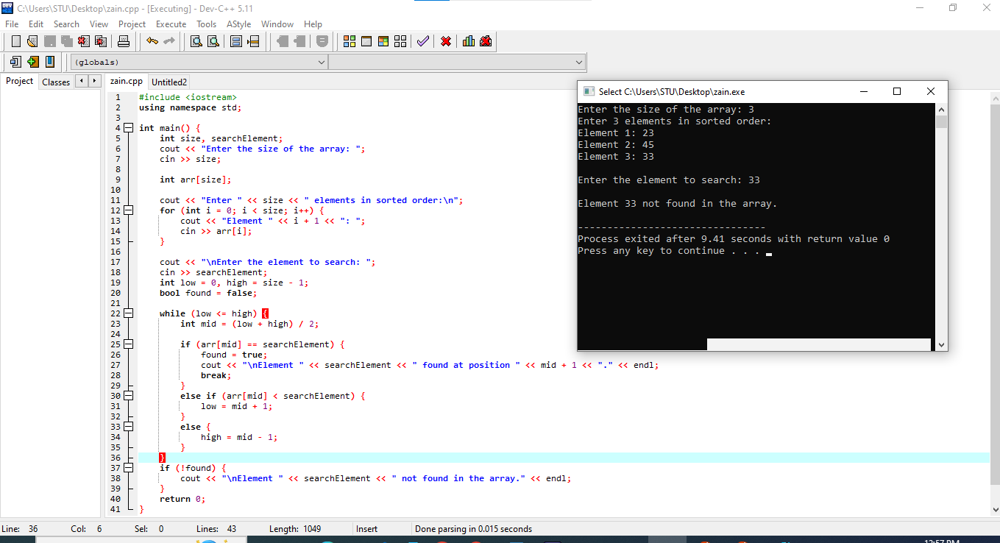 C:\Users\STU\Desktop\zain.cpp - [Executing] - Dev-C++ 5.11
File Edit Search View Project Execute Tools AStyle Window Help
(globals)
Project Classes
zain.cpp Untitled2
1 #include <iostream>
2 using namespace std;
3
4 int main() {
5 int size, searchElement;
6 cout << "Enter the size of the array: ";
7 cin >> size;
8
9 int arr[size];
10
11 cout << "Enter " << size << " elements in sorted order:\n";
12 for (int i = 0; i < size; i++) {
13 cout << "Element " << i + 1 << ": ";
14 cin >> arr[i];
15 }
16
17 cout << "\nEnter the element to search: ";
18 cin >> searchElement;
19 int low = 0, high = size - 1;
20 bool found = false;
21
22 while (low <= high) {
23 int mid = (low + high) / 2;
24
25 if (arr[mid] == searchElement) {
26 found = true;
27 cout << "\nElement " << searchElement << " found at position " << mid + 1 << "." << endl;
28 break;
29 }
30 else if (arr[mid] < searchElement) {
31 low = mid + 1;
32 }
33 else {
34 high = mid - 1;
35 }
36 }
37 if (!found) {
38 cout << "\nElement " << searchElement << " not found in the array." << endl;
39 }
40 return 0;
41 }
Select C:\Users\STU\Desktop\zain.exe
Enter the size of the array: 3
Enter 3 elements in sorted order:
Element 1: 23
Element 2: 45
Element 3: 33
Enter the element to search: 33
Element 33 not found in the array.
--------------------------------
Process exited after 9.41 seconds with return value 0
Press any key to continue . . .
Line: 36 Col: 6 Sel: 0 Lines: 43 Length: 1049 Insert Done parsing in 0.015 seconds
12:57 PM